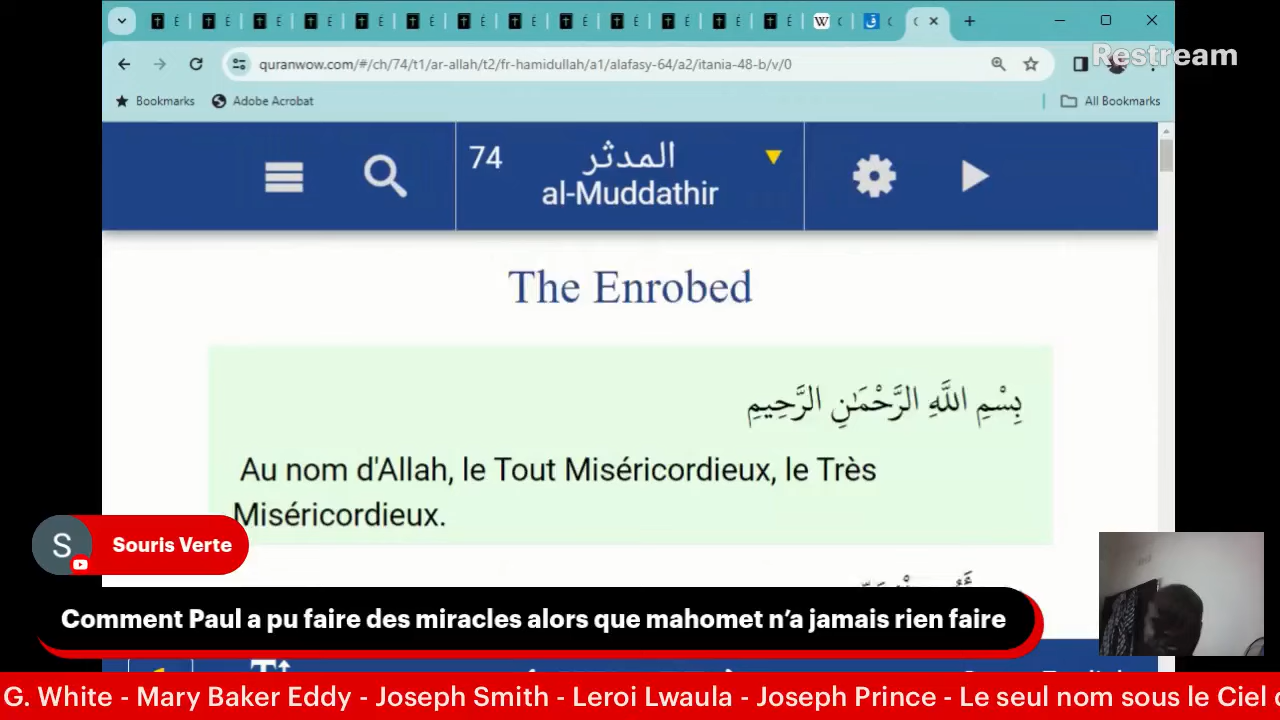 Restream
quranwow.com/#/ch/74/t1/ar-allah/t2/fr-hamidullah/a1/alafasy-64/a2/itania-48-b/v/0
Bookmarks
Adobe Acrobat
All Bookmarks
74
المدثر
al-Muddathir
The Enrobed
بِسْمِ اللَّهِ الرَّحْمَٰنِ الرَّحِيمِ
Au nom d'Allah, le Tout Miséricordieux, le Très
Miséricordieux.
S
Souris Verte
Comment Paul a pu faire des miracles alors que mahomet n’a jamais rien faire
G. White - Mary Baker Eddy - Joseph Smith - Leroi Lwaula - Joseph Prince - Le seul nom sous le Ciel